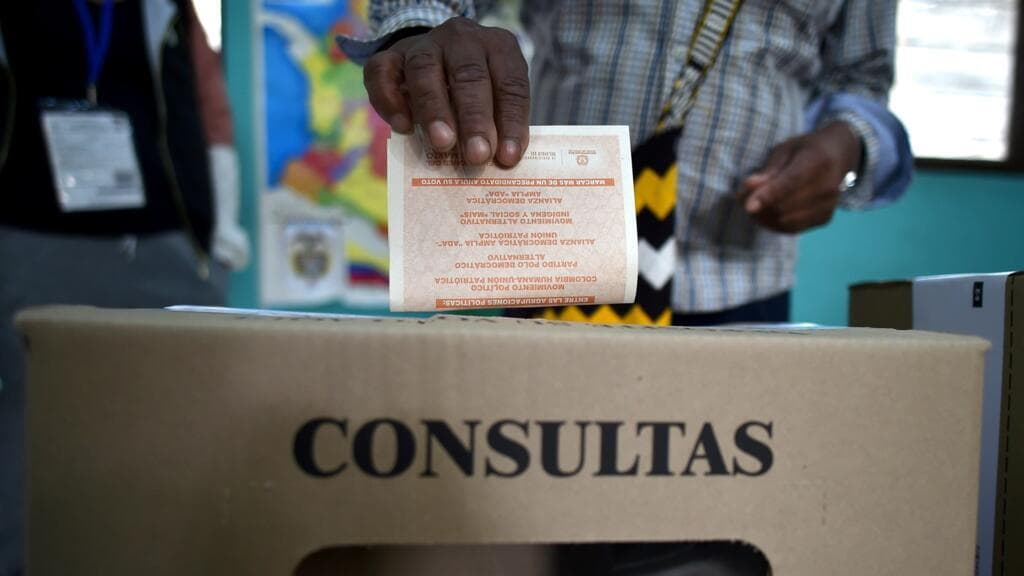 ENTRE LAS AGRUPACIONES POLÍTICAS:
MOVIMIENTO POLÍTICO
COLOMBIA HUMANA-UNIÓN PATRIÓTICA
PARTIDO POLO DEMOCRÁTICO
ALTERNATIVO
ALIANZA DEMOCRÁTICA AMPLIA "ADA"-
UNIÓN PATRIÓTICA
MOVIMIENTO ALTERNATIVO
INDÍGENA Y SOCIAL "MAIS"
ALIANZA DEMOCRÁTICA
AMPLIA "ADA"
MARCAR MÁS DE UN PRECANDIDATO ANULA SU VOTO
CONSULTAS